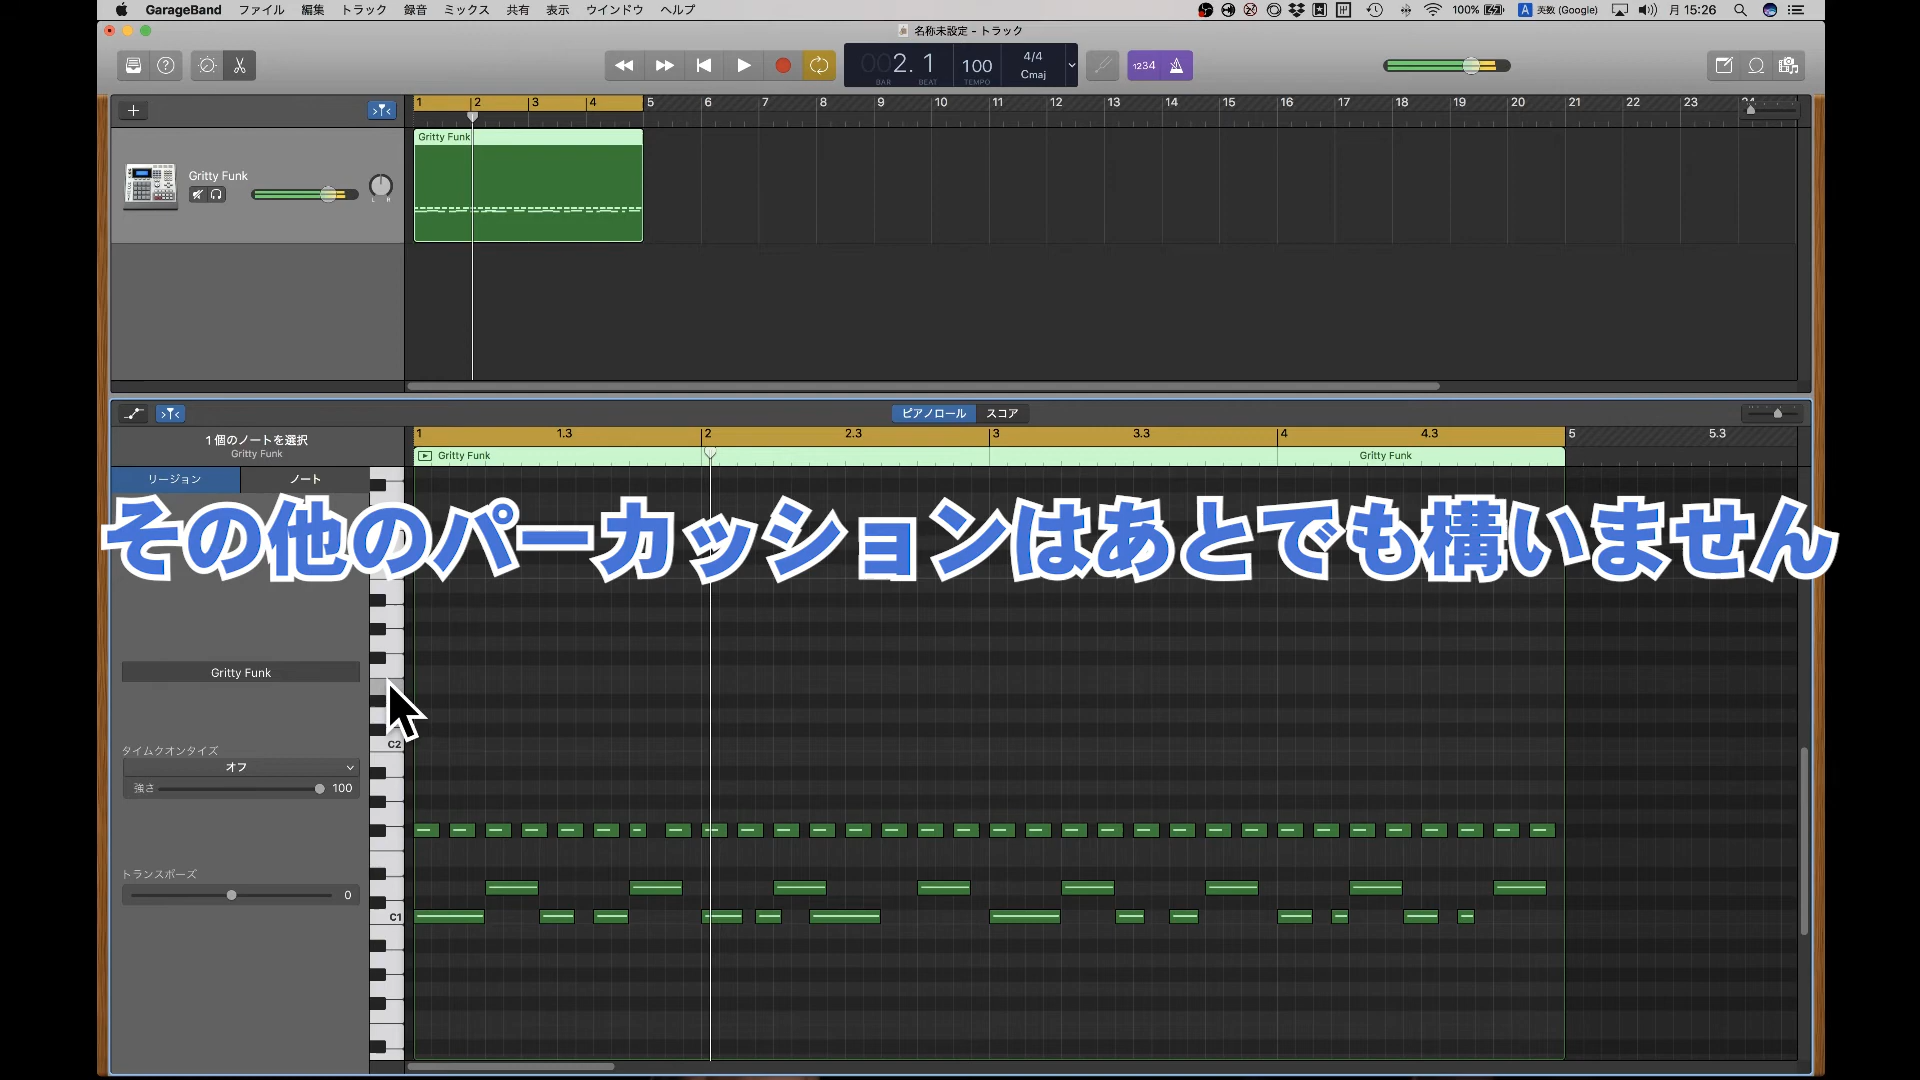 GarageBand ファイル 編集 トラック 録音 ミックス 共有 表示 ウインドウ ヘルプ 100% A 英数 (Google) 月 15:26
名称未設定 - トラック
002. 1 100 4/4 Cmaj
BAR BEAT TEMPO
1234
1 2 3 4 5 6 7 8 9 10 11 12 13 14 15 16 17 18 19 20 21 22 23 24
Gritty Funk
Gritty Funk
L R
ピアノロール スコア
1個のノートを選択
Gritty Funk
1 1.3 2 2.3 3 3.3 4 4.3 5 5.3
Gritty Funk Gritty Funk
リージョン ノート
その他のパーカッションはあとでも構いません
Gritty Funk
C2
タイムクオンタイズ
オフ
強さ 100
トランスポーズ
0
C1